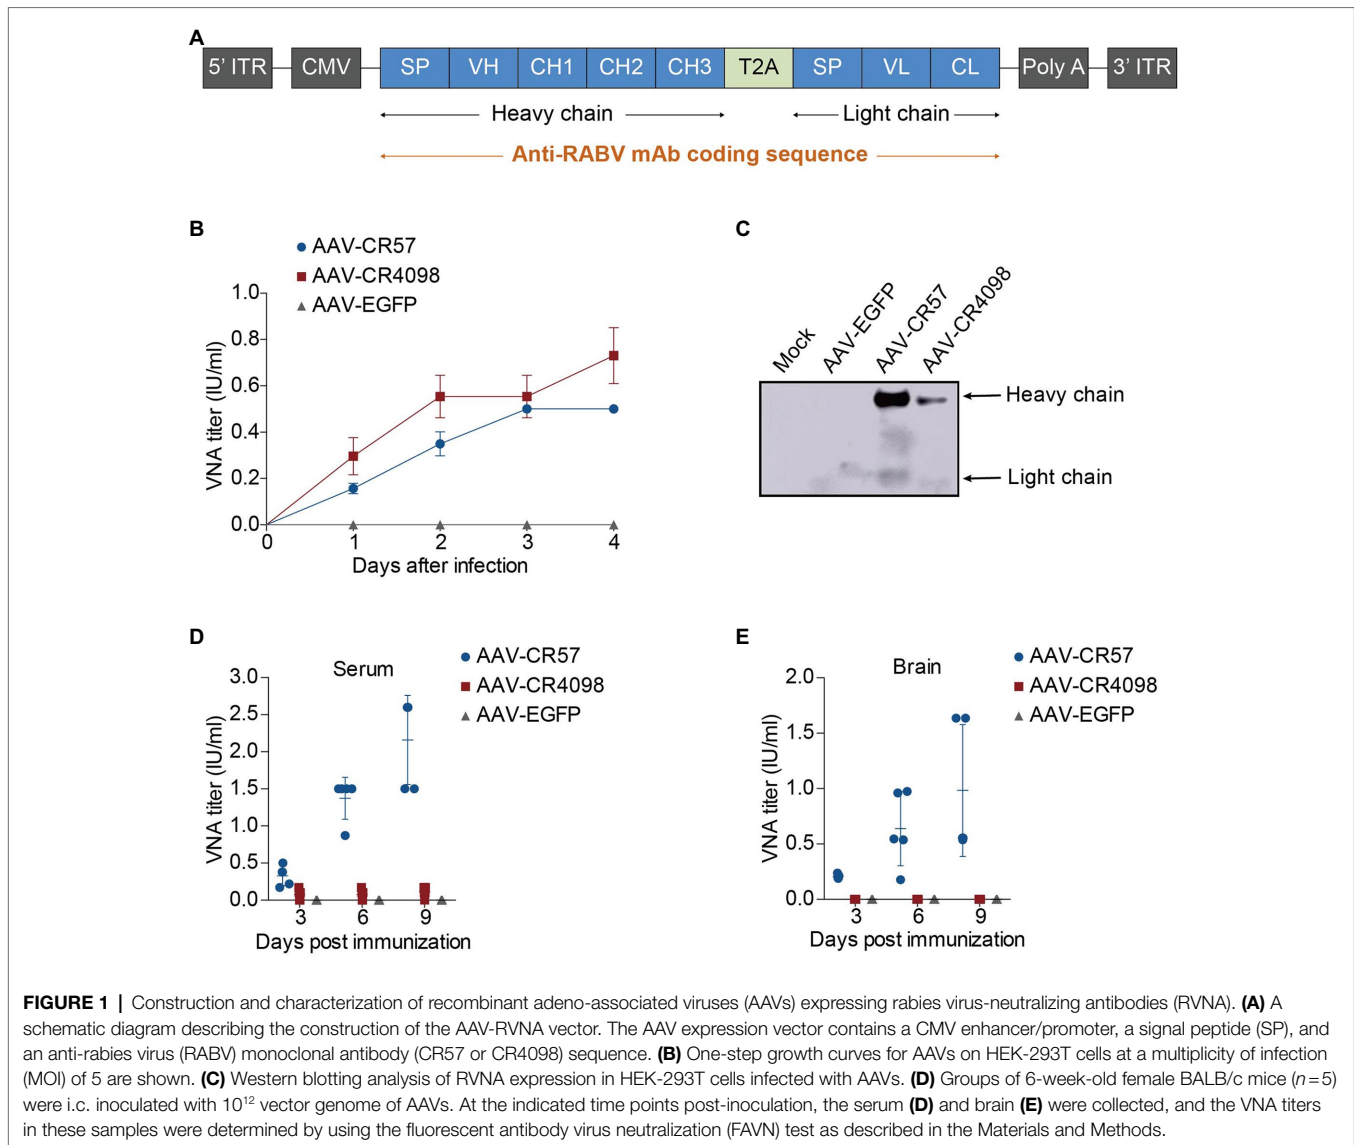 A
5’ ITR CMV SP VH CH1 CH2 CH3 T2A SP VL CL Poly A 3’ ITR
Heavy chain Light chain
Anti-RABV mAb coding sequence
B
AAV-CR57
AAV-CR4098
AAV-EGFP
VNA titer (IU/ml)
1.0
0.8
0.6
0.4
0.2
0.0
0 1 2 3 4
Days after infection
C
Mock
AAV-EGFP
AAV-CR57
AAV-CR4098
Heavy chain
Light chain
D
Serum
AAV-CR57
AAV-CR4098
AAV-EGFP
VNA titer (IU/ml)
3.0
2.5
2.0
1.5
1.0
0.5
0.0
3 6 9
Days post immunization
E
Brain
AAV-CR57
AAV-CR4098
AAV-EGFP
VNA titer (IU/ml)
2.0
1.5
1.0
0.5
0.0
3 6 9
Days post immunization
FIGURE 1 | Construction and characterization of recombinant adeno-associated viruses (AAVs) expressing rabies virus-neutralizing antibodies (RVNA). (A) A
schematic diagram describing the construction of the AAV-RVNA vector. The AAV expression vector contains a CMV enhancer/promoter, a signal peptide (SP), and
an anti-rabies virus (RABV) monoclonal antibody (CR57 or CR4098) sequence. (B) One-step growth curves for AAVs on HEK-293T cells at a multiplicity of infection
(MOI) of 5 are shown. (C) Western blotting analysis of RVNA expression in HEK-293T cells infected with AAVs. (D) Groups of 6-week-old female BALB/c mice (n=5)
were i.c. inoculated with 10¹² vector genome of AAVs. At the indicated time points post-inoculation, the serum (D) and brain (E) were collected, and the VNA titers
in these samples were determined by using the fluorescent antibody virus neutralization (FAVN) test as described in the Materials and Methods.